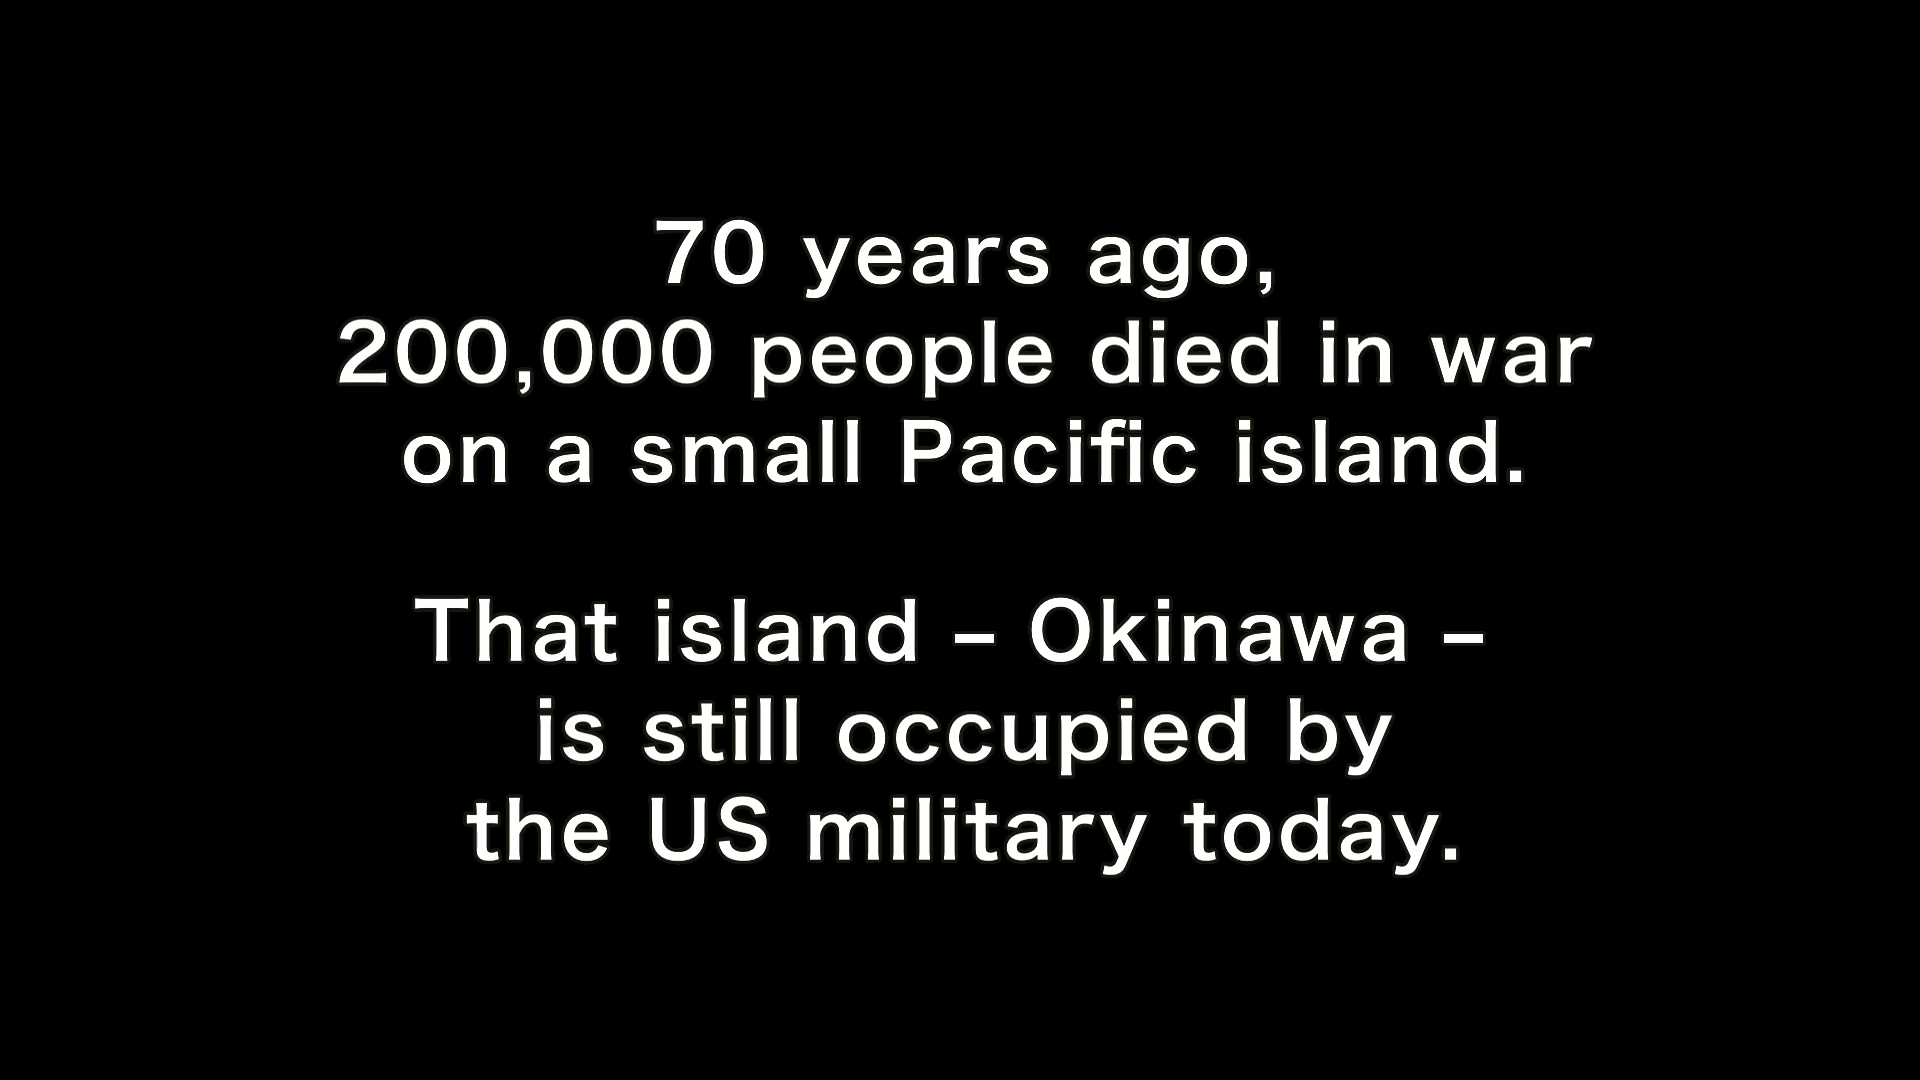 70 years ago,
200,000 people died in war
on a small Pacific island.
That island – Okinawa –
is still occupied by
the US military today.